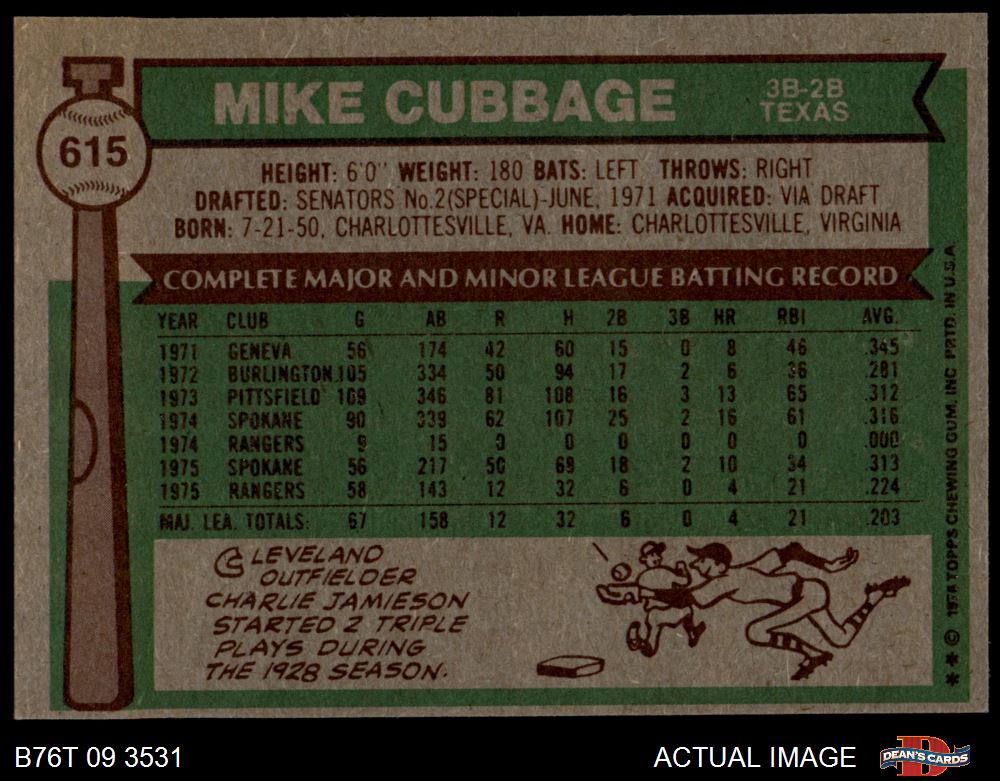 MIKE CUBBAGE
3B-2B
TEXAS
615
HEIGHT: 6'0" WEIGHT: 180 BATS: LEFT THROWS: RIGHT
DRAFTED: SENATORS No.2(SPECIAL)-JUNE, 1971 ACQUIRED: VIA DRAFT
BORN: 7-21-50, CHARLOTTESVILLE, VA. HOME: CHARLOTTESVILLE, VIRGINIA
COMPLETE MAJOR AND MINOR LEAGUE BATTING RECORD
YEAR CLUB G AB R H 2B 3B HR RBI AVG.
1971 GENEVA 56 174 42 60 15 0 8 46 .345
1972 BURLINGTON 105 334 50 94 17 2 6 36 .281
1973 PITTSFIELD 109 346 81 108 16 3 13 65 .312
1974 SPOKANE 90 339 62 107 25 2 16 61 .316
1974 RANGERS 9 15 0 0 0 0 0 0 .000
1975 SPOKANE 56 217 50 69 18 2 10 34 .313
1975 RANGERS 58 143 12 32 6 0 4 21 .224
MAJ. LEA. TOTALS: 67 158 12 32 6 0 4 21 .203
CLEVELAND
OUTFIELDER
CHARLIE JAMIESON
STARTED 2 TRIPLE
PLAYS DURING
THE 1928 SEASON.
** © 1976 TOPPS CHEWING GUM, INC PRTD. IN U.S.A.
B76T 09 3531
ACTUAL IMAGE
DEAN'S CARDS